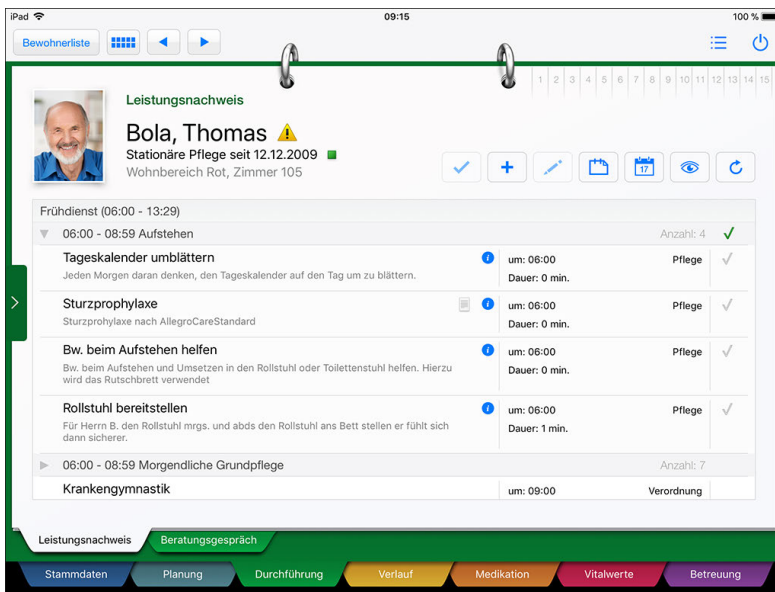 iPad 09:15 100 %
Bewohnerliste
1 2 3 4 5 6 7 8 9 10 11 12 13 14 15
Leistungsnachweis
Bola, Thomas
Stationäre Pflege seit 12.12.2009
Wohnbereich Rot, Zimmer 105
17
Frühdienst (06:00 - 13:29)
06:00 - 08:59 Aufstehen Anzahl: 4
Tageskalender umblättern um: 06:00 Pflege
Jeden Morgen daran denken, den Tageskalender auf den Tag um zu blättern. Dauer: 0 min.
Sturzprophylaxe um: 06:00 Pflege
Sturzprohylaxe nach AllegroCareStandard Dauer: 0 min.
Bw. beim Aufstehen helfen um: 06:00 Pflege
Bw. beim Aufstehen und Umsetzen in den Rollstuhl oder Toilettenstuhl helfen. Hierzu Dauer: 0 min.
wird das Rutschbrett verwendet
Rollstuhl bereitstellen um: 06:00 Pflege
Für Herrn B. den Rollstuhl mrgs. und abds den Rollstuhl ans Bett stellen er fühlt sich Dauer: 1 min.
dann sicherer.
06:00 - 08:59 Morgendliche Grundpflege Anzahl: 7
Krankengymnastik um: 09:00 Verordnung
Leistungsnachweis Beratungsgespräch
Stammdaten Planung Durchführung Verlauf Medikation Vitalwerte Betreuung